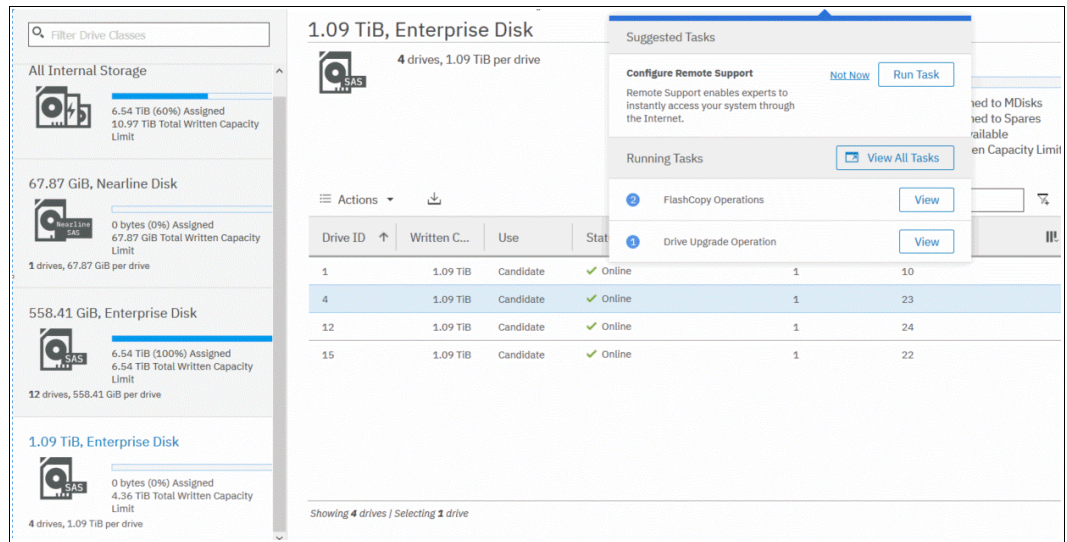 Filter Drive Classes
All Internal Storage
6.54 TiB (60%) Assigned
10.97 TiB Total Written Capacity
Limit
67.87 GiB, Nearline Disk
Nearline
SAS
0 bytes (0%) Assigned
67.87 GiB Total Written Capacity
Limit
1 drives, 67.87 GiB per drive
558.41 GiB, Enterprise Disk
SAS
6.54 TiB (100%) Assigned
6.54 TiB Total Written Capacity
Limit
12 drives, 558.41 GiB per drive
1.09 TiB, Enterprise Disk
SAS
0 bytes (0%) Assigned
4.36 TiB Total Written Capacity
Limit
4 drives, 1.09 TiB per drive
1.09 TiB, Enterprise Disk
SAS
4 drives, 1.09 TiB per drive
Suggested Tasks
Configure Remote Support
Not Now
Run Task
Remote Support enables experts to
instantly access your system through
the Internet.
Running Tasks
View All Tasks
2 FlashCopy Operations View
1 Drive Upgrade Operation View
to MDisks
to Spares
Capacity
Actions
Drive ID Written C... Use
1 1.09 TiB Candidate Online 1 10
4 1.09 TiB Candidate Online 1 23
12 1.09 TiB Candidate Online 1 24
15 1.09 TiB Candidate Online 1 22
Showing 4 drives | Selecting 1 drive